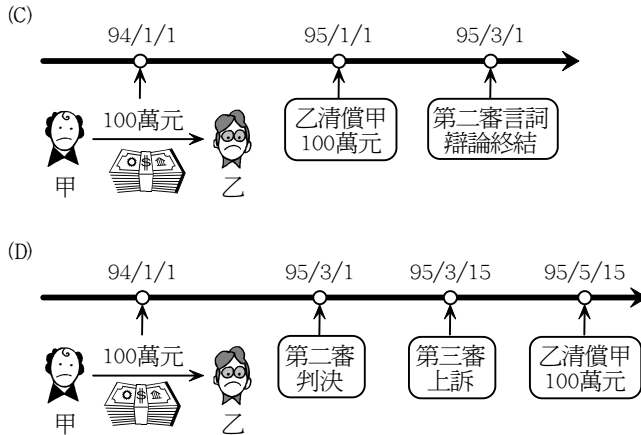 (C)
94/1/1
95/1/1
95/3/1
100萬元
$
甲
乙
乙清償甲
100萬元
第二審言詞
辯論終結
(D)
94/1/1
95/3/1
95/3/15
95/5/15
100萬元
$
甲
乙
第二審
判決
第三審
上訴
乙清償甲
100萬元